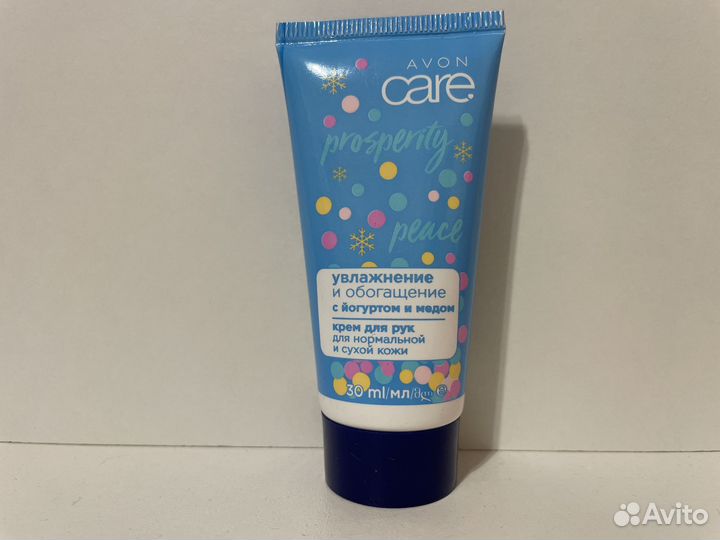 AVON
care
prosperity
peace
увлажнение
и обогащение
с йогуртом и медом
крем для рук
для нормальной
и сухой кожи
30 ml/мл/
Avito